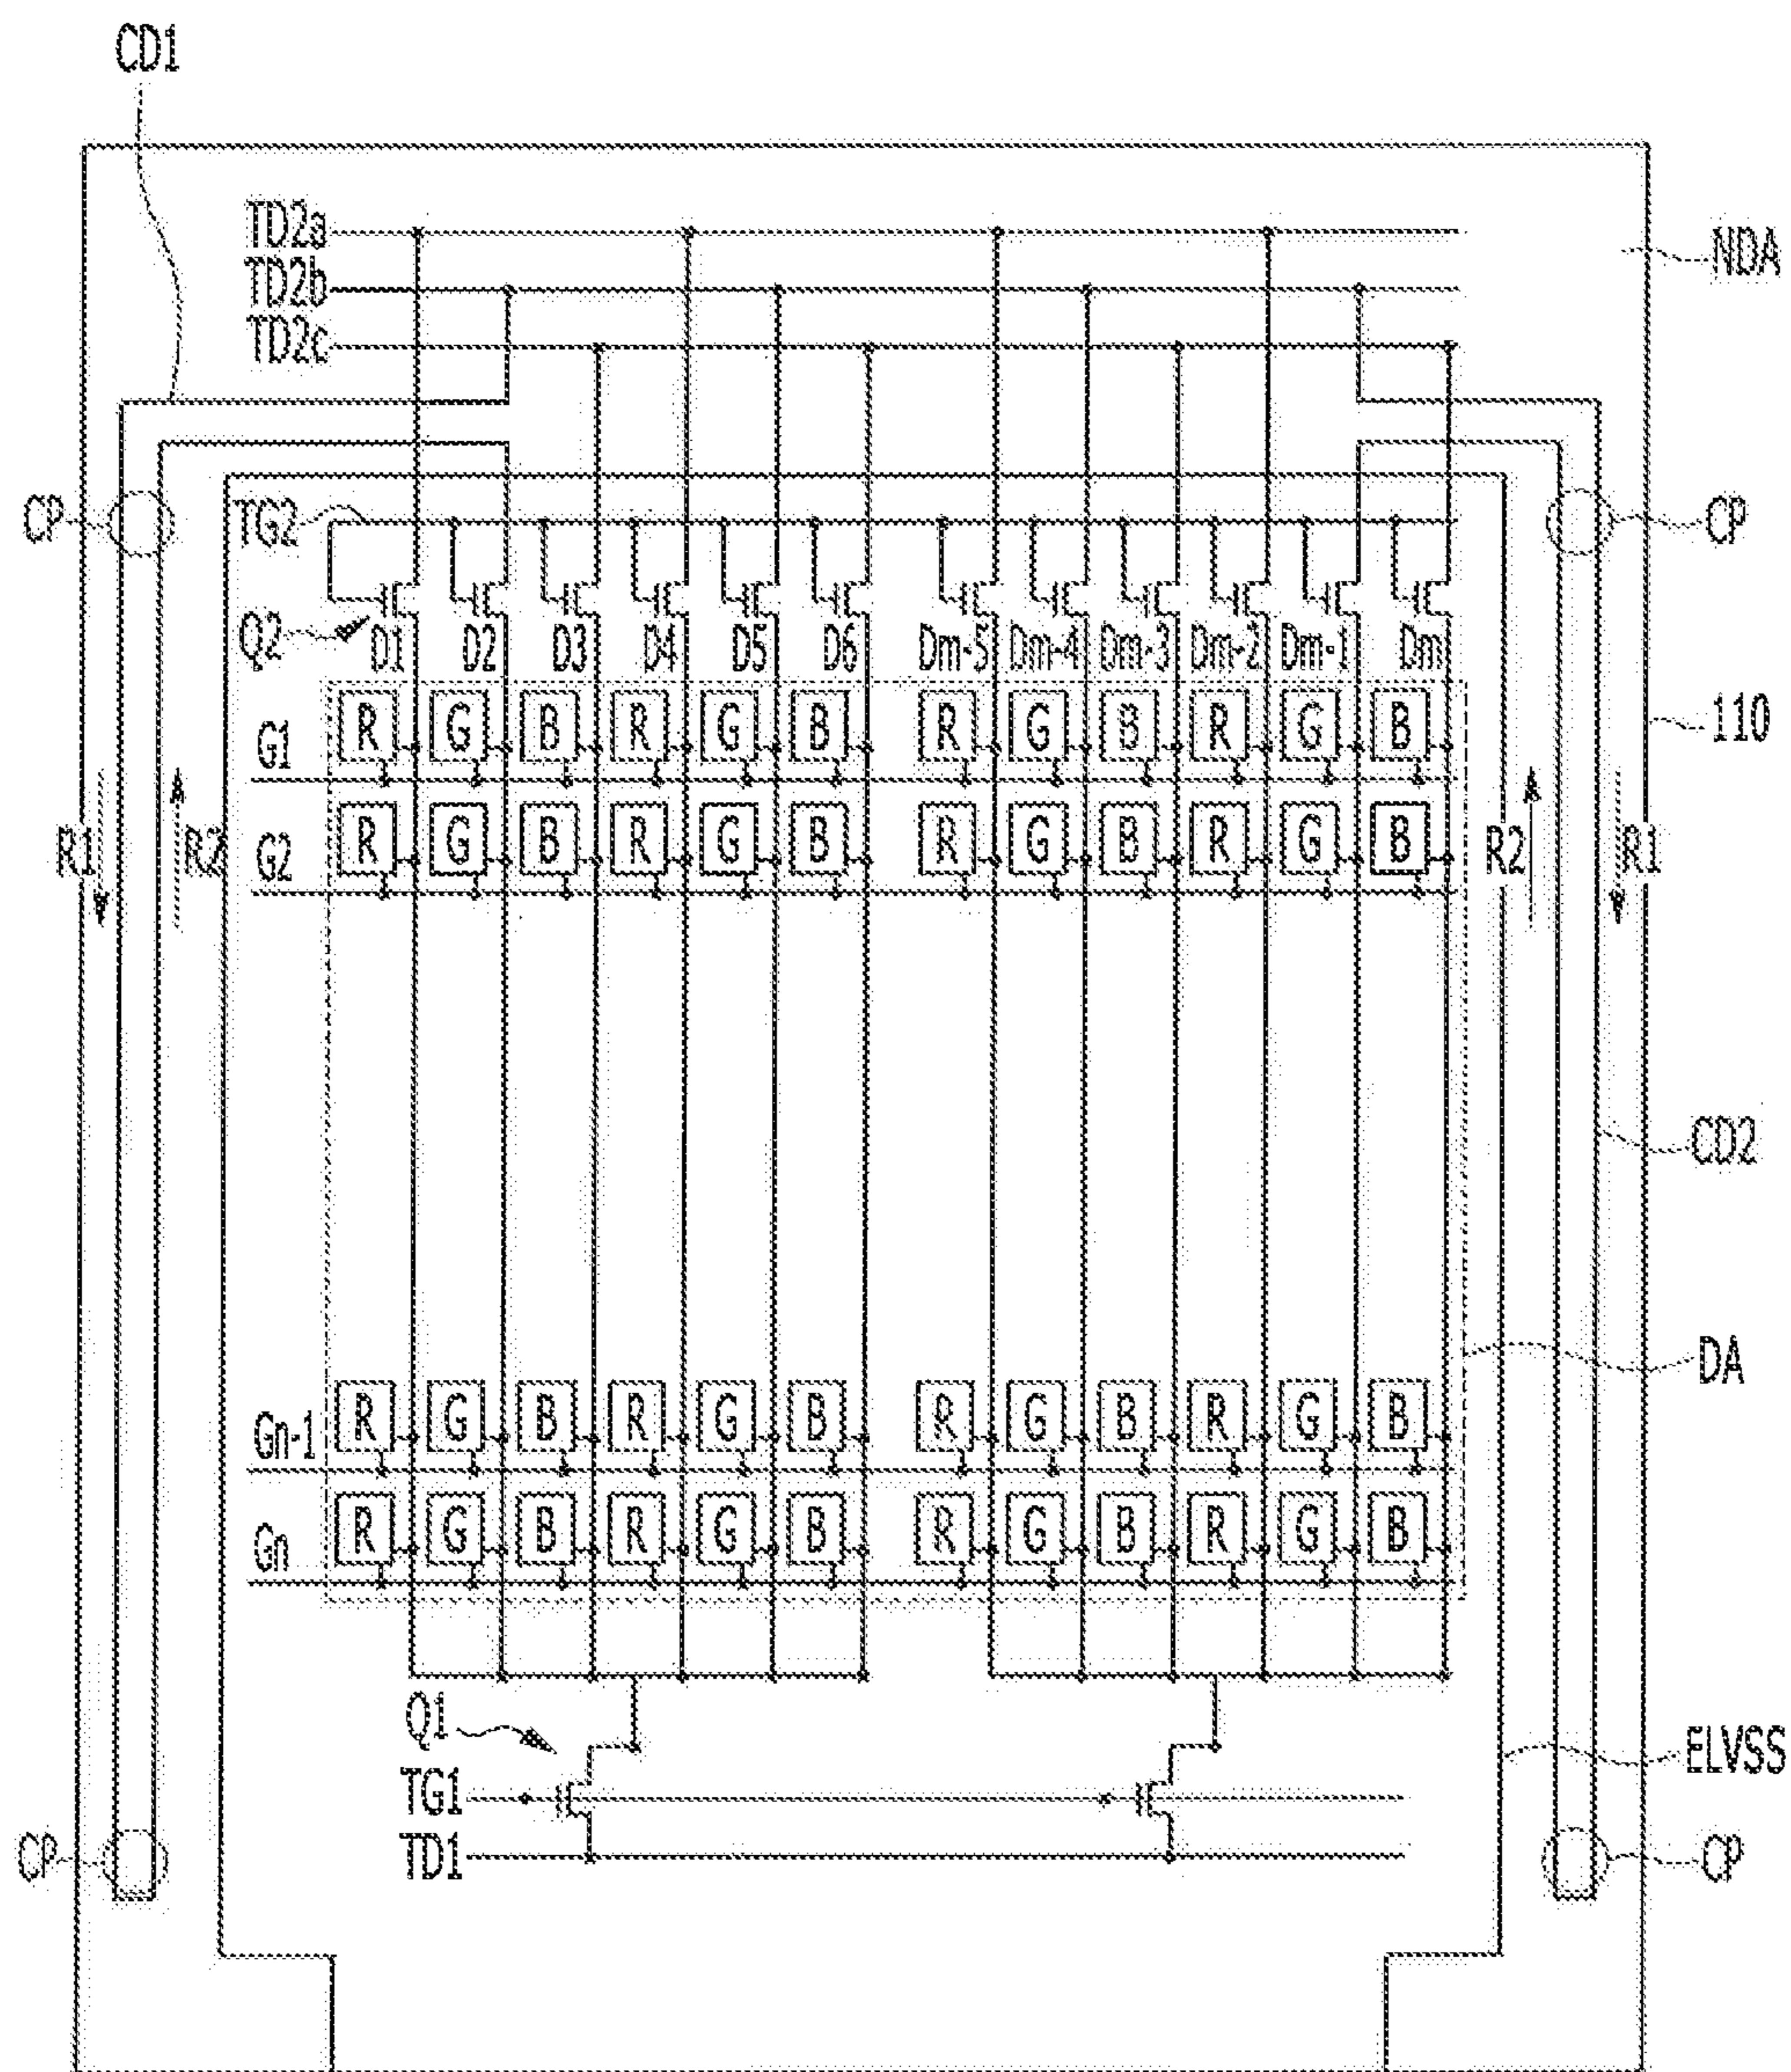 CD1
TD2a
NDA
TD2b
TD2c
CP TG2 CP
Q2 D1 D2 D3 D4 D5 D6 Dm-5 Dm-4 Dm-3 Dm-2 Dm-1 Dm
G1 R G B R G B R G B R G B 110
R1 R2 G2 R G B R G B R G B R G B R2 R1
CD2
DA
Gn-1 R G B R G B R G B R G B
Gn R G B R G B R G B R G B
Q1
ELVSS
TG1
CP TD1 CP